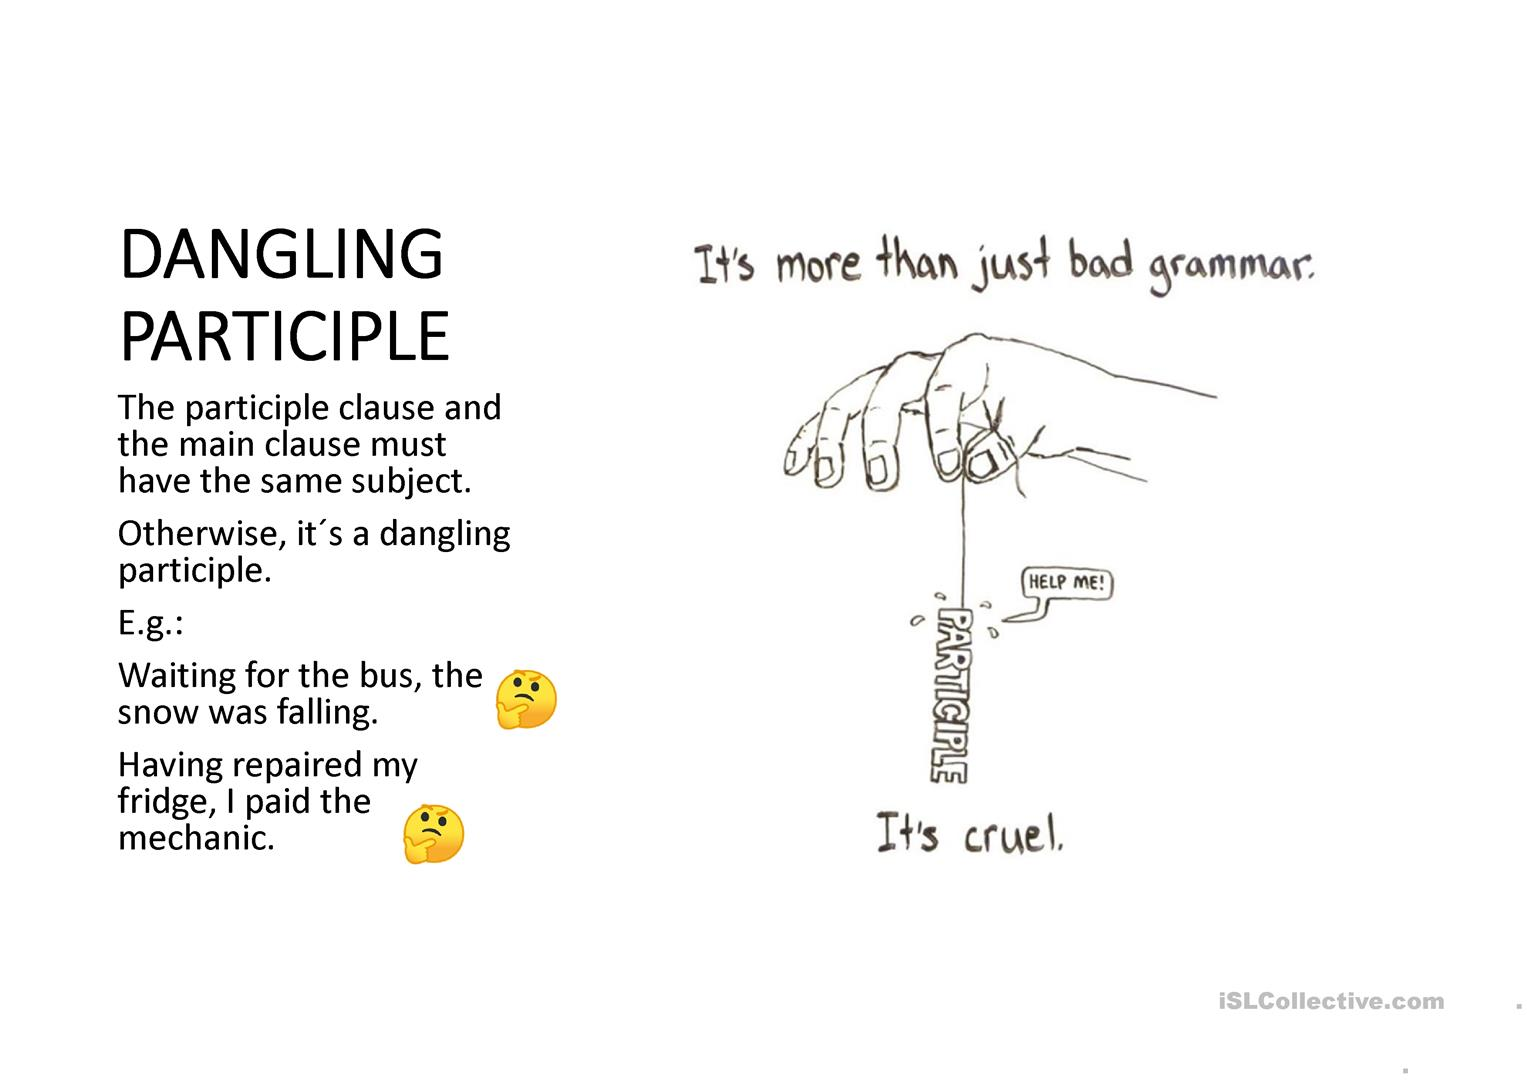 DANGLING
PARTICIPLE
The participle clause and
the main clause must
have the same subject.
Otherwise, it´s a dangling
participle.
E.g.:
Waiting for the bus, the
snow was falling.
Having repaired my
fridge, I paid the
mechanic.
It's more than just bad grammar.
HELP ME!
PARTICIPLE
It's cruel.
iSLCollective.com